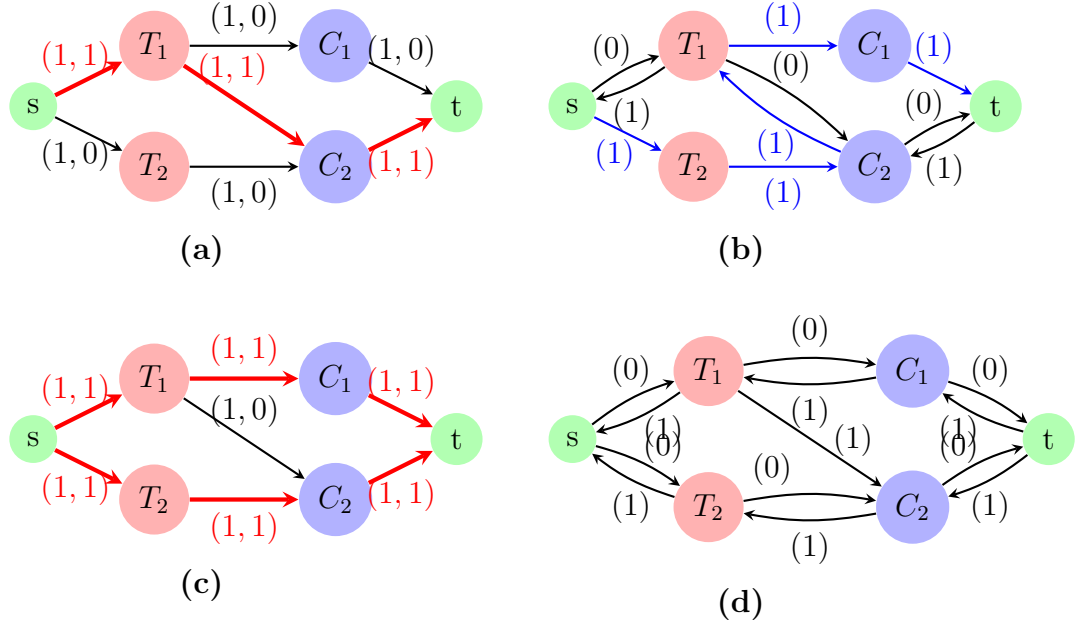 (1, 0)
T₁ C₁ (1, 0)
(1, 1) (1, 1)
s t
(1, 0) T₂ C₂ (1, 1)
(1, 0)
(a)
(1)
(0) T₁ (0) C₁ (1)
s (1) (0) t
(1) T₂ (1) C₂ (1)
(1)
(b)
(1, 1)
(1, 1) T₁ (1, 0) C₁ (1, 1)
s t
(1, 1) T₂ C₂ (1, 1)
(1, 1)
(c)
(0)
(0) T₁ C₁ (0)
(1)
s (1) (0) (1) (1) (0) t
(0)
(1) T₂ C₂ (1)
(1)
(d)